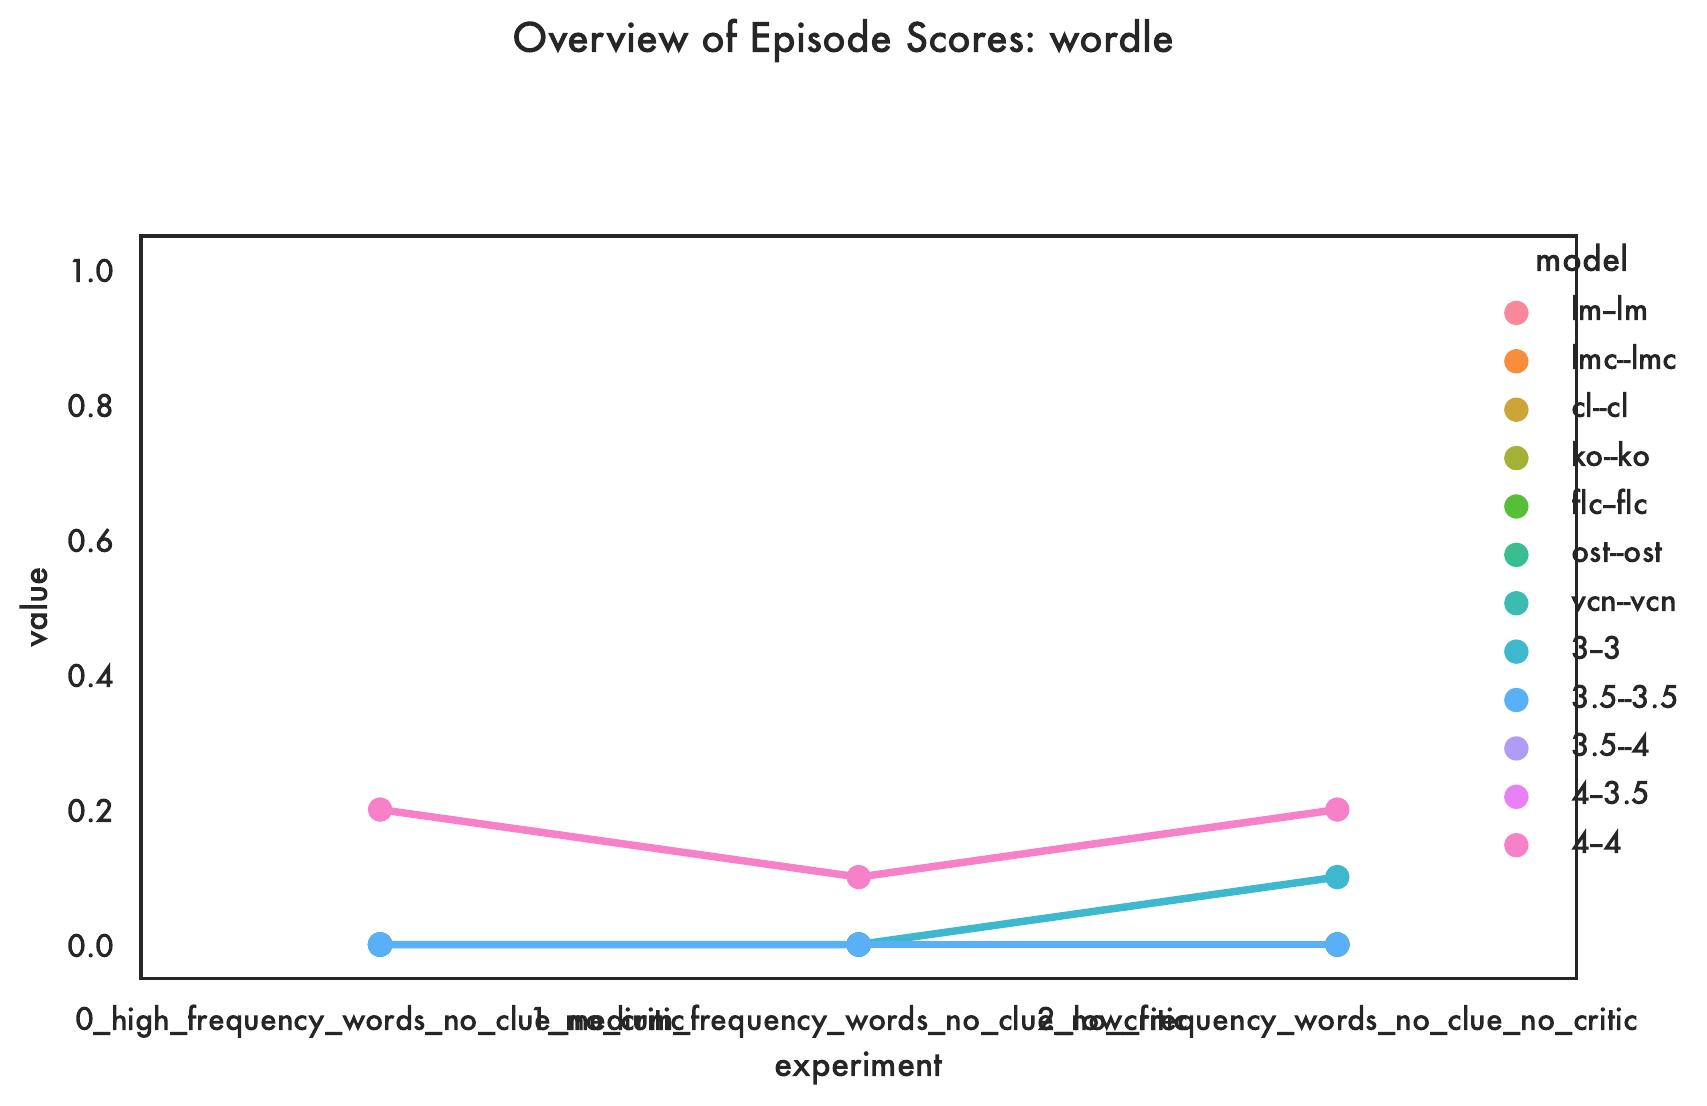 Overview of Episode Scores: wordle
1.0
0.8
0.6
0.4
0.2
0.0
value
model
lm--lm
lmc--lmc
cl--cl
ko--ko
flc--flc
ost--ost
vcn--vcn
3--3
3.5--3.5
3.5--4
4--3.5
4--4
0_high_frequency_words_no_clue_no_critic
1_medium_frequency_words_no_clue_no_critic
2_low_frequency_words_no_clue_no_critic
experiment